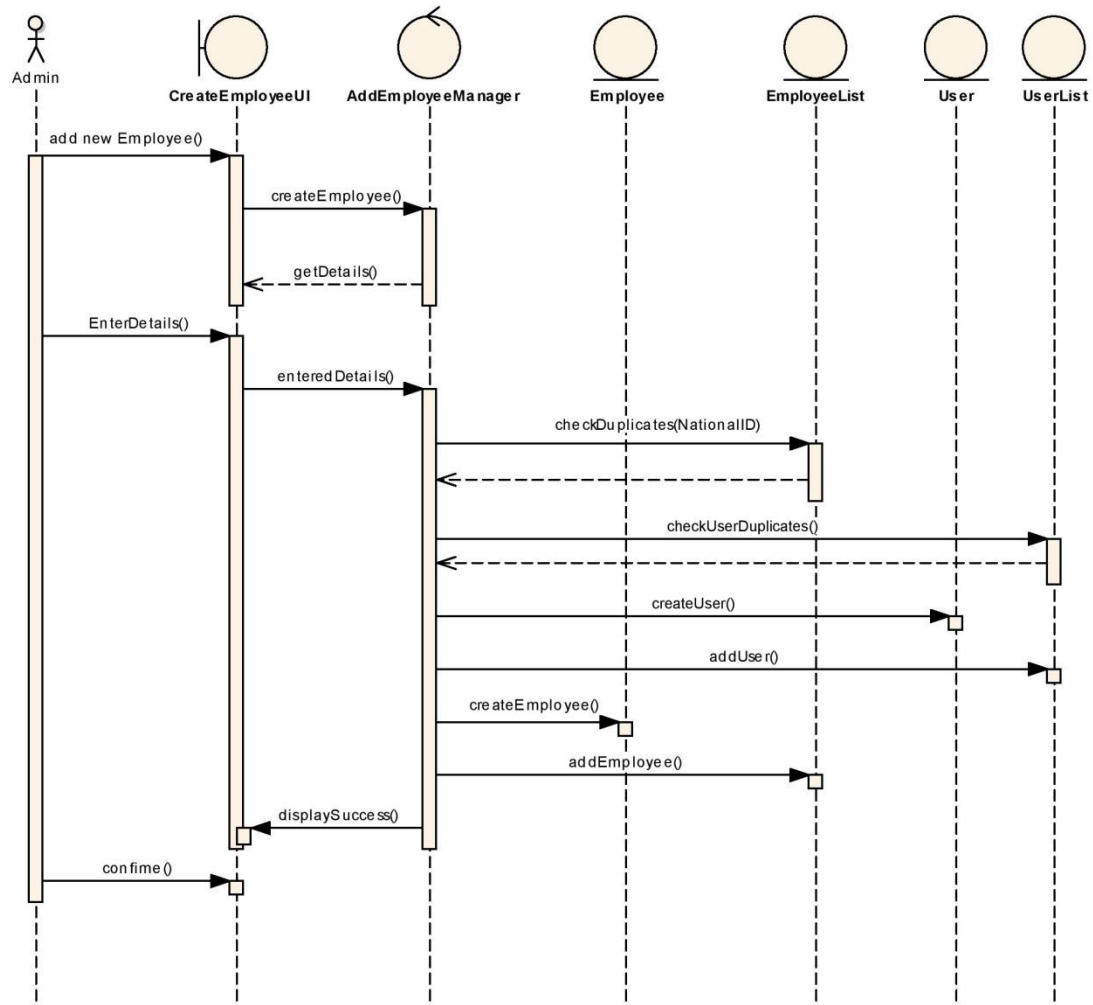 Admin
CreateEmployeeUI
AddEmployeeManager
Employee
EmployeeList
User
UserList
add new Employee()
createEmployee()
getDetails()
EnterDetails()
enteredDetails()
checkDuplicates(NationalID)
checkUserDuplicates()
createUser()
addUser()
createEmployee()
addEmployee()
displaySuccess()
confime()